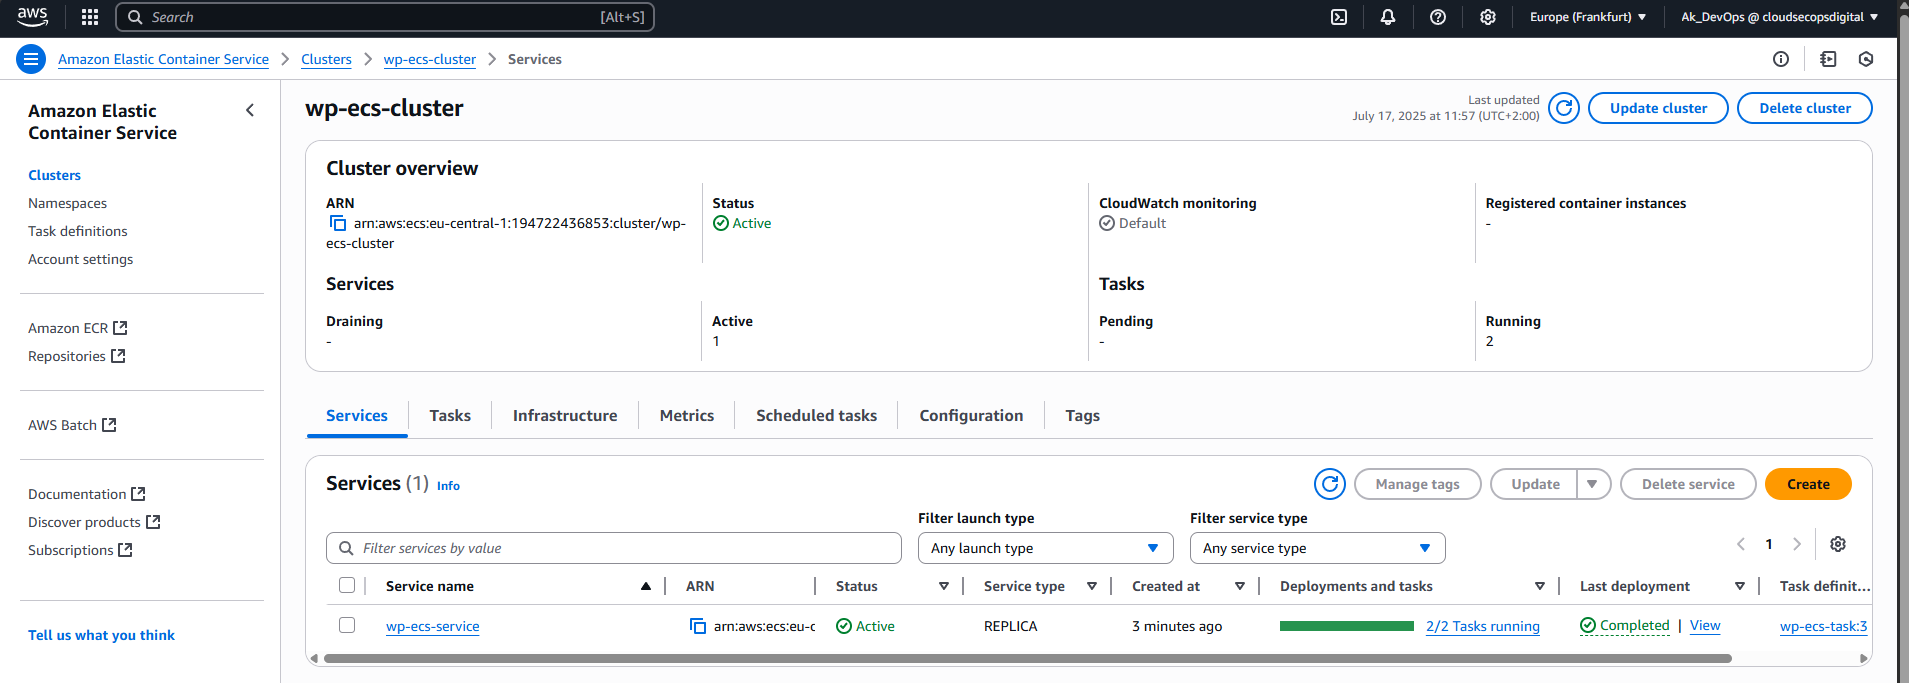 aws
Search
[Alt+S]
Europe (Frankfurt)
Ak_DevOps @ cloudsecopsdigital
Amazon Elastic Container Service
Clusters
wp-ecs-cluster
Services
Amazon Elastic
Container Service
Clusters
Namespaces
Task definitions
Account settings
Amazon ECR
Repositories
AWS Batch
Documentation
Discover products
Subscriptions
Tell us what you think
wp-ecs-cluster
Last updated
July 17, 2025 at 11:57 (UTC+2:00)
Update cluster
Delete cluster
Cluster overview
ARN
arn:aws:ecs:eu-central-1:194722436853:cluster/wp-
ecs-cluster
Status
Active
CloudWatch monitoring
Default
Registered container instances
-
Services
Tasks
Draining
-
Active
1
Pending
-
Running
2
Services
Tasks
Infrastructure
Metrics
Scheduled tasks
Configuration
Tags
Services (1) Info
Manage tags
Update
Delete service
Create
Filter services by value
Filter launch type
Any launch type
Filter service type
Any service type
1
Service name
ARN
Status
Service type
Created at
Deployments and tasks
Last deployment
Task definit...
wp-ecs-service
arn:aws:ecs:eu-c
Active
REPLICA
3 minutes ago
2/2 Tasks running
Completed | View
wp-ecs-task:3